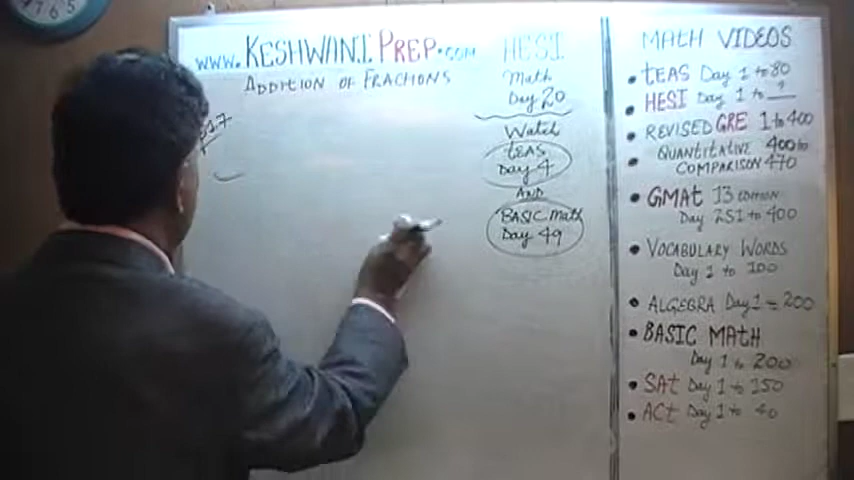 www.KESHWANIPREP.com
ADDITION OF FRACTIONS
HESI
Math
Day 20
Watch
TEAS
Day 4
AND
BASIC Math
Day 49
MATH VIDEOS
TEAS Day 1 to 80
HESI Day 1 to ?
REVISED GRE 1 to 400
QUANTITATIVE 400 to
COMPARISON 470
GMAT 13 EDITION
Day 251 to 400
VOCABULARY WORDS
Day 1 to 100
ALGEBRA Day 1 to 200
BASIC MATH
Day 1 to 200
SAT Day 1 to 150
ACT Day 1 to 40